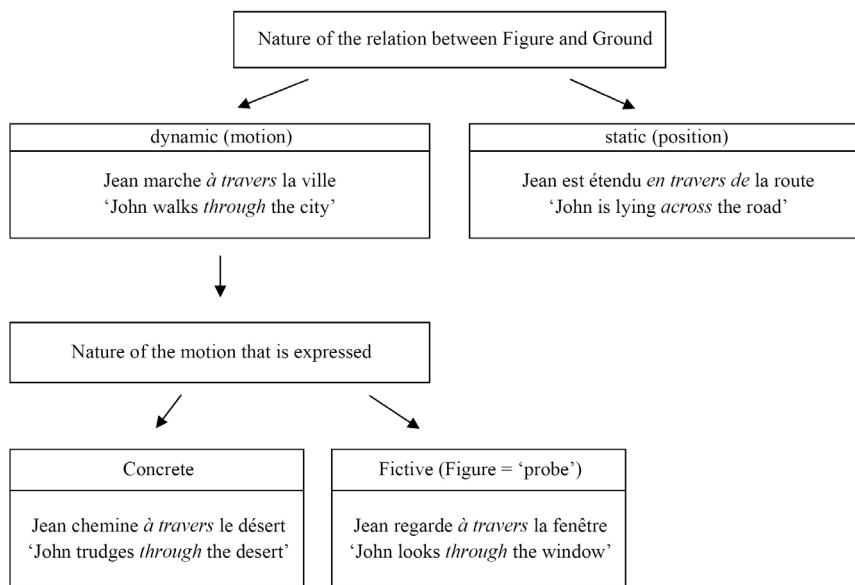 Nature of the relation between Figure and Ground
dynamic (motion)
Jean marche à travers la ville
‘John walks through the city’
static (position)
Jean est étendu en travers de la route
‘John is lying across the road’
Nature of the motion that is expressed
Concrete
Jean chemine à travers le désert
‘John trudges through the desert’
Fictive (Figure = ‘probe’)
Jean regarde à travers la fenêtre
‘John looks through the window’